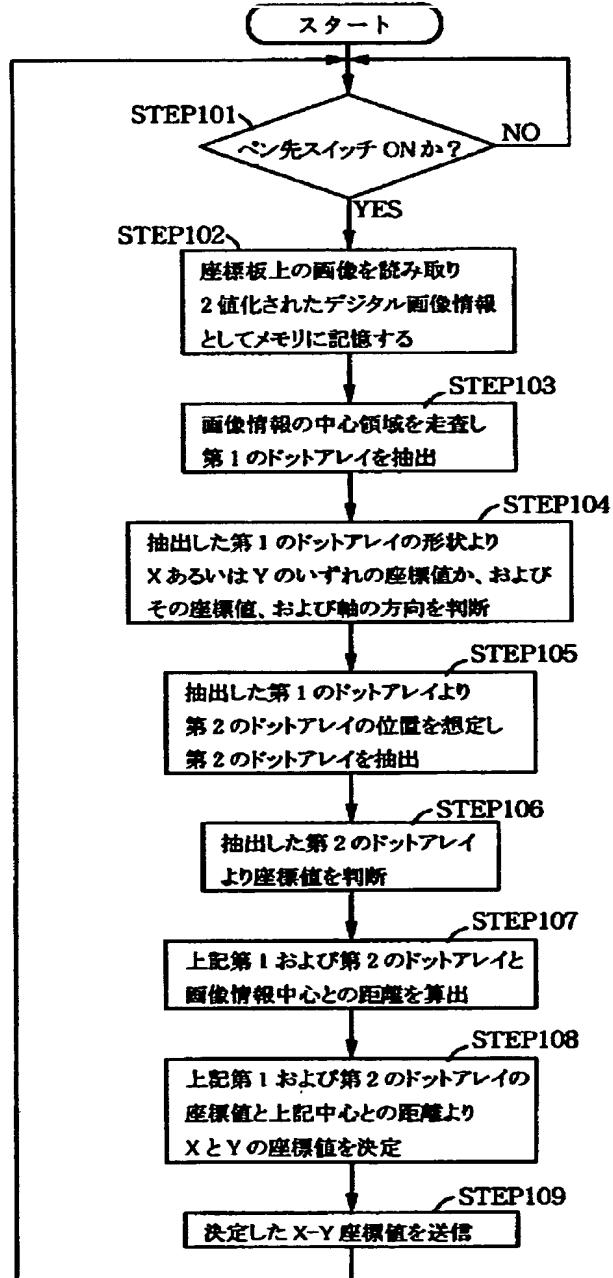 スタート
STEP101
ペン先スイッチ ONか?
NO
YES
STEP102
座標板上の画像を読み取り
2値化されたデジタル画像情報
としてメモリに記憶する
STEP103
画像情報の中心領域を走査し
第1のドットアレイを抽出
STEP104
抽出した第1のドットアレイの形状より
XあるいはYのいずれの座標値か、および
その座標値、および軸の方向を判断
STEP105
抽出した第1のドットアレイより
第2のドットアレイの位置を想定し
第2のドットアレイを抽出
STEP106
抽出した第2のドットアレイ
より座標値を判断
STEP107
上記第1および第2のドットアレイと
画像情報中心との距離を算出
STEP108
上記第1および第2のドットアレイの
座標値と上記中心との距離より
XとYの座標値を決定
STEP109
決定したX-Y座標値を送信